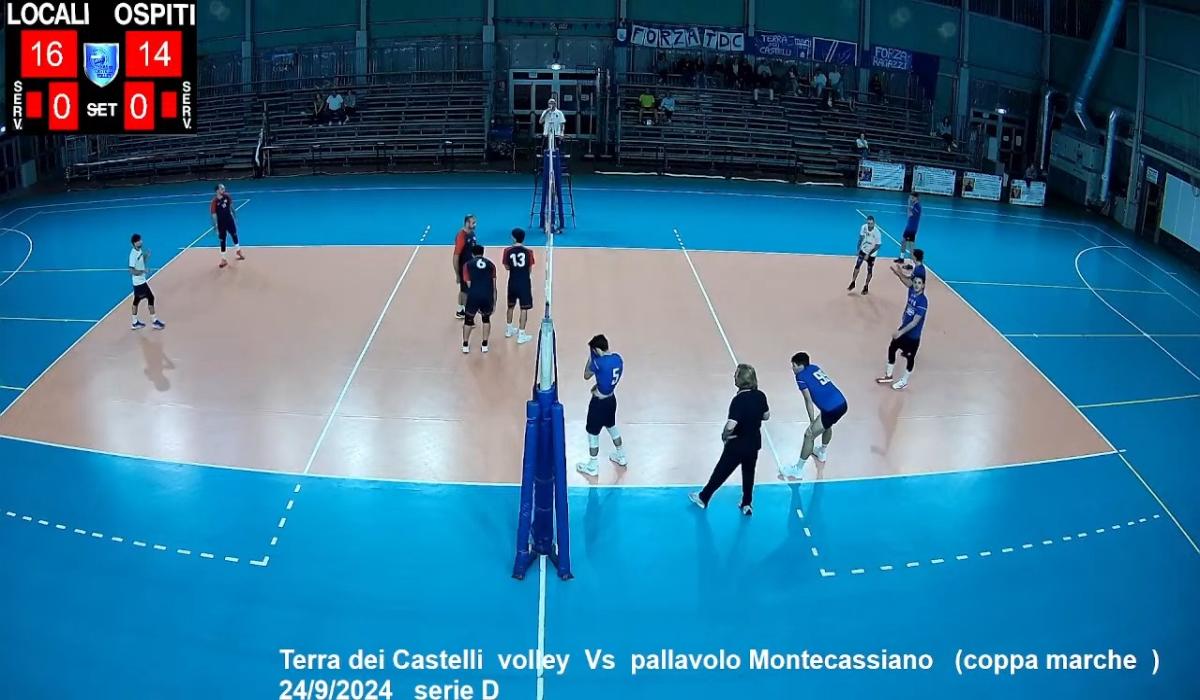 LOCALI OSPITI
16 14
SERV. 0 SET 0 SERV.
FORZA TDC
TERRA
CASTELLI
FORZA
RAGAZZI
6
13
5
Terra dei Castelli volley Vs pallavolo Montecassiano (coppa marche )
24/9/2024 serie D